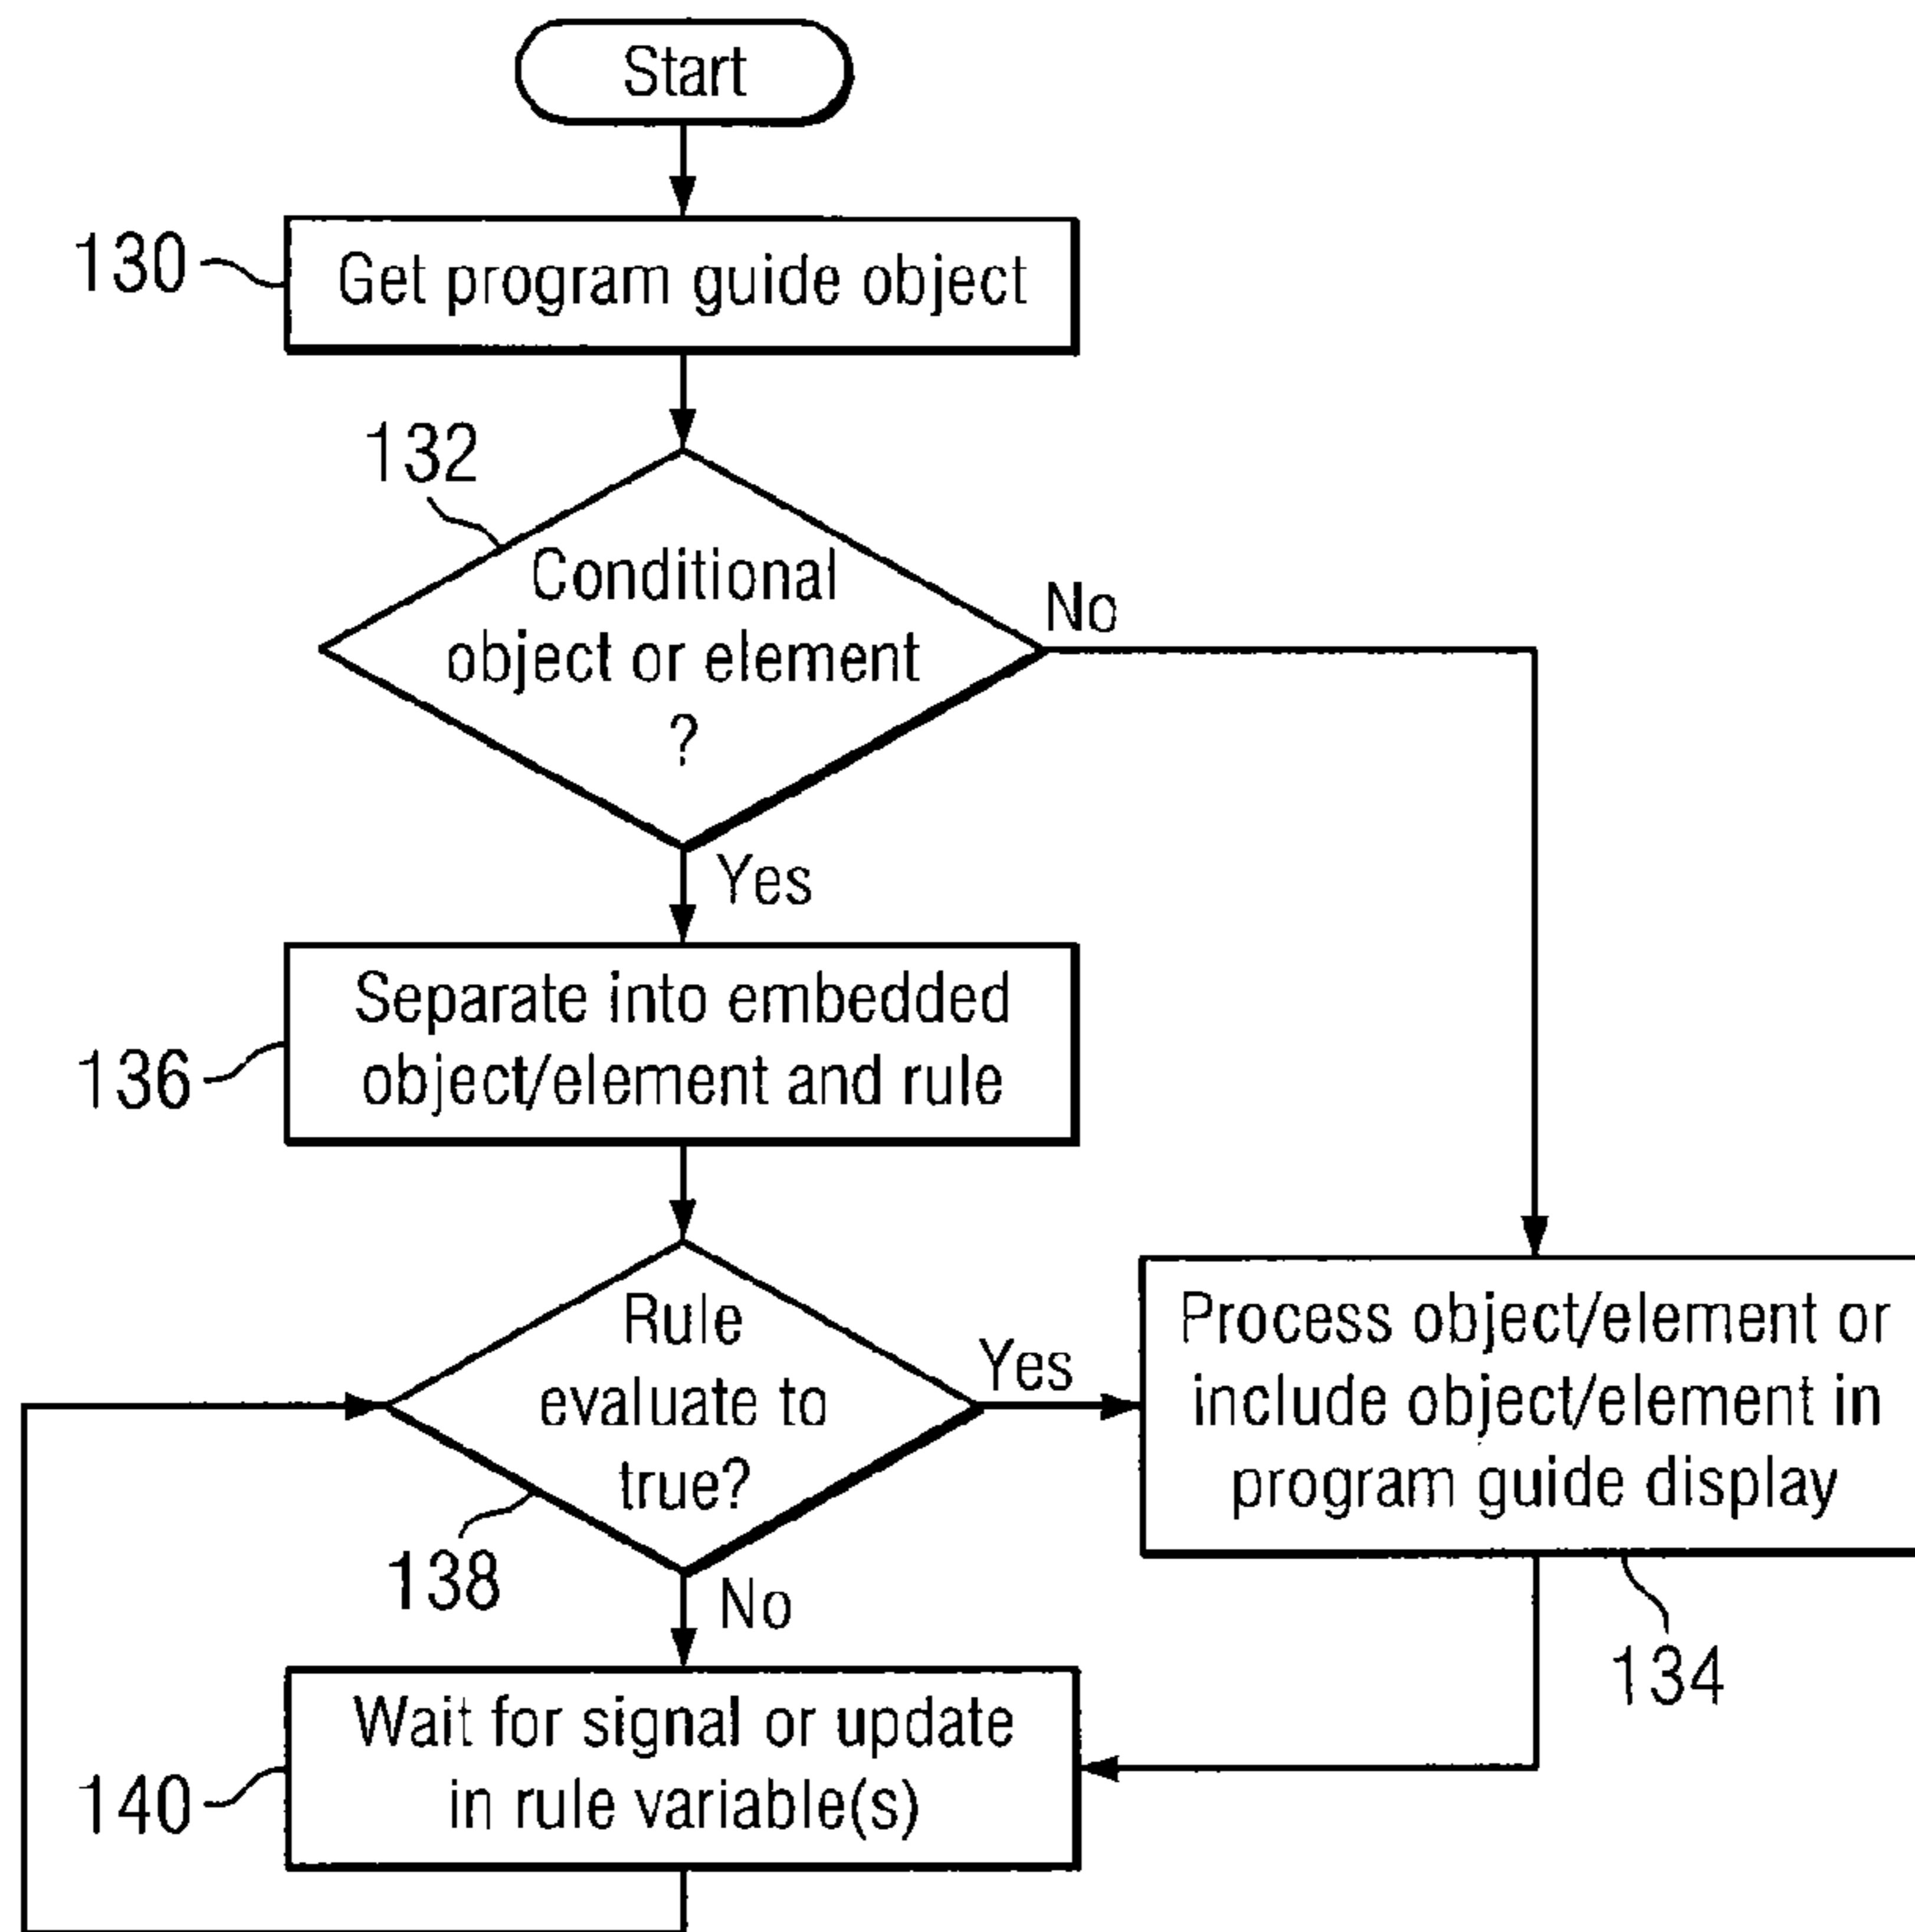 Start
130
Get program guide object
132
Conditional
object or element
?
No
Yes
Separate into embedded
object/element and rule
136
Rule
evaluate to
true?
Yes
138
No
Process object/element or
include object/element in
program guide display
134
Wait for signal or update
in rule variable(s)
140